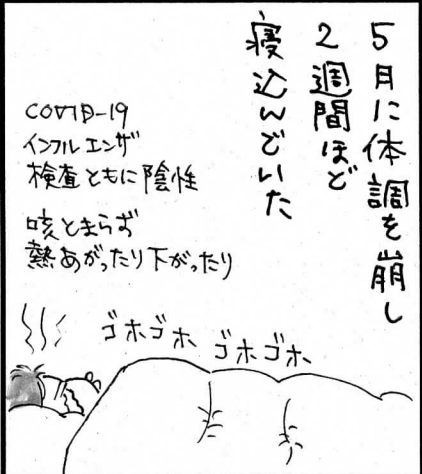 5月に体調を崩し
2週間ほど
寝込んでいた
COVID-19
インフルエンザ
検査ともに陰性
咳とまらず
熱あがったり下がったり
ゴホゴホ ゴホゴホ